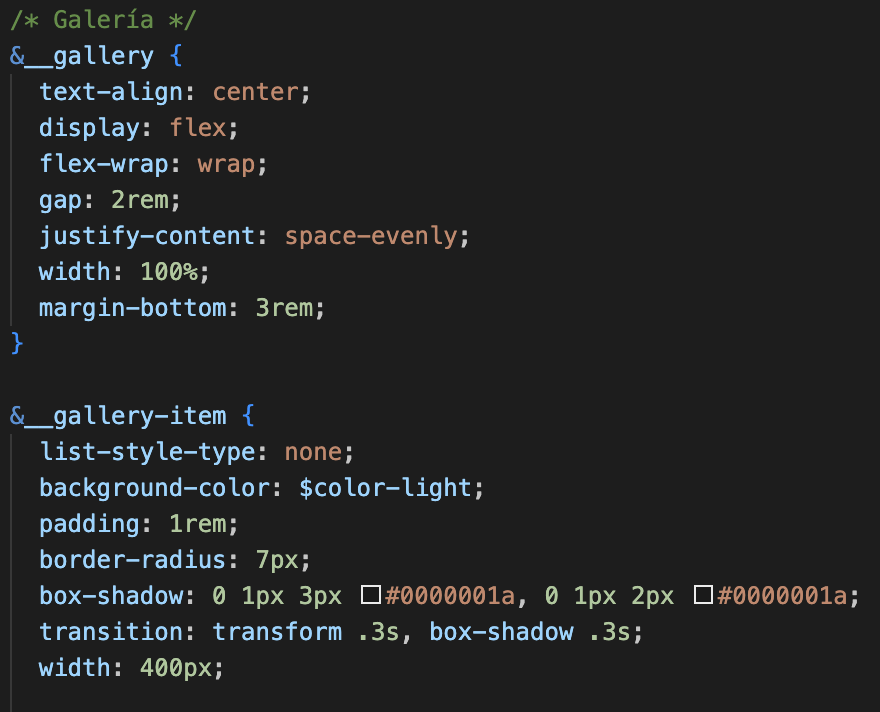 /* Galería */
&__gallery {
text-align: center;
display: flex;
flex-wrap: wrap;
gap: 2rem;
justify-content: space-evenly;
width: 100%;
margin-bottom: 3rem;
}
&__gallery-item {
list-style-type: none;
background-color: $color-light;
padding: 1rem;
border-radius: 7px;
box-shadow: 0 1px 3px #0000001a, 0 1px 2px #0000001a;
transition: transform .3s, box-shadow .3s;
width: 400px;